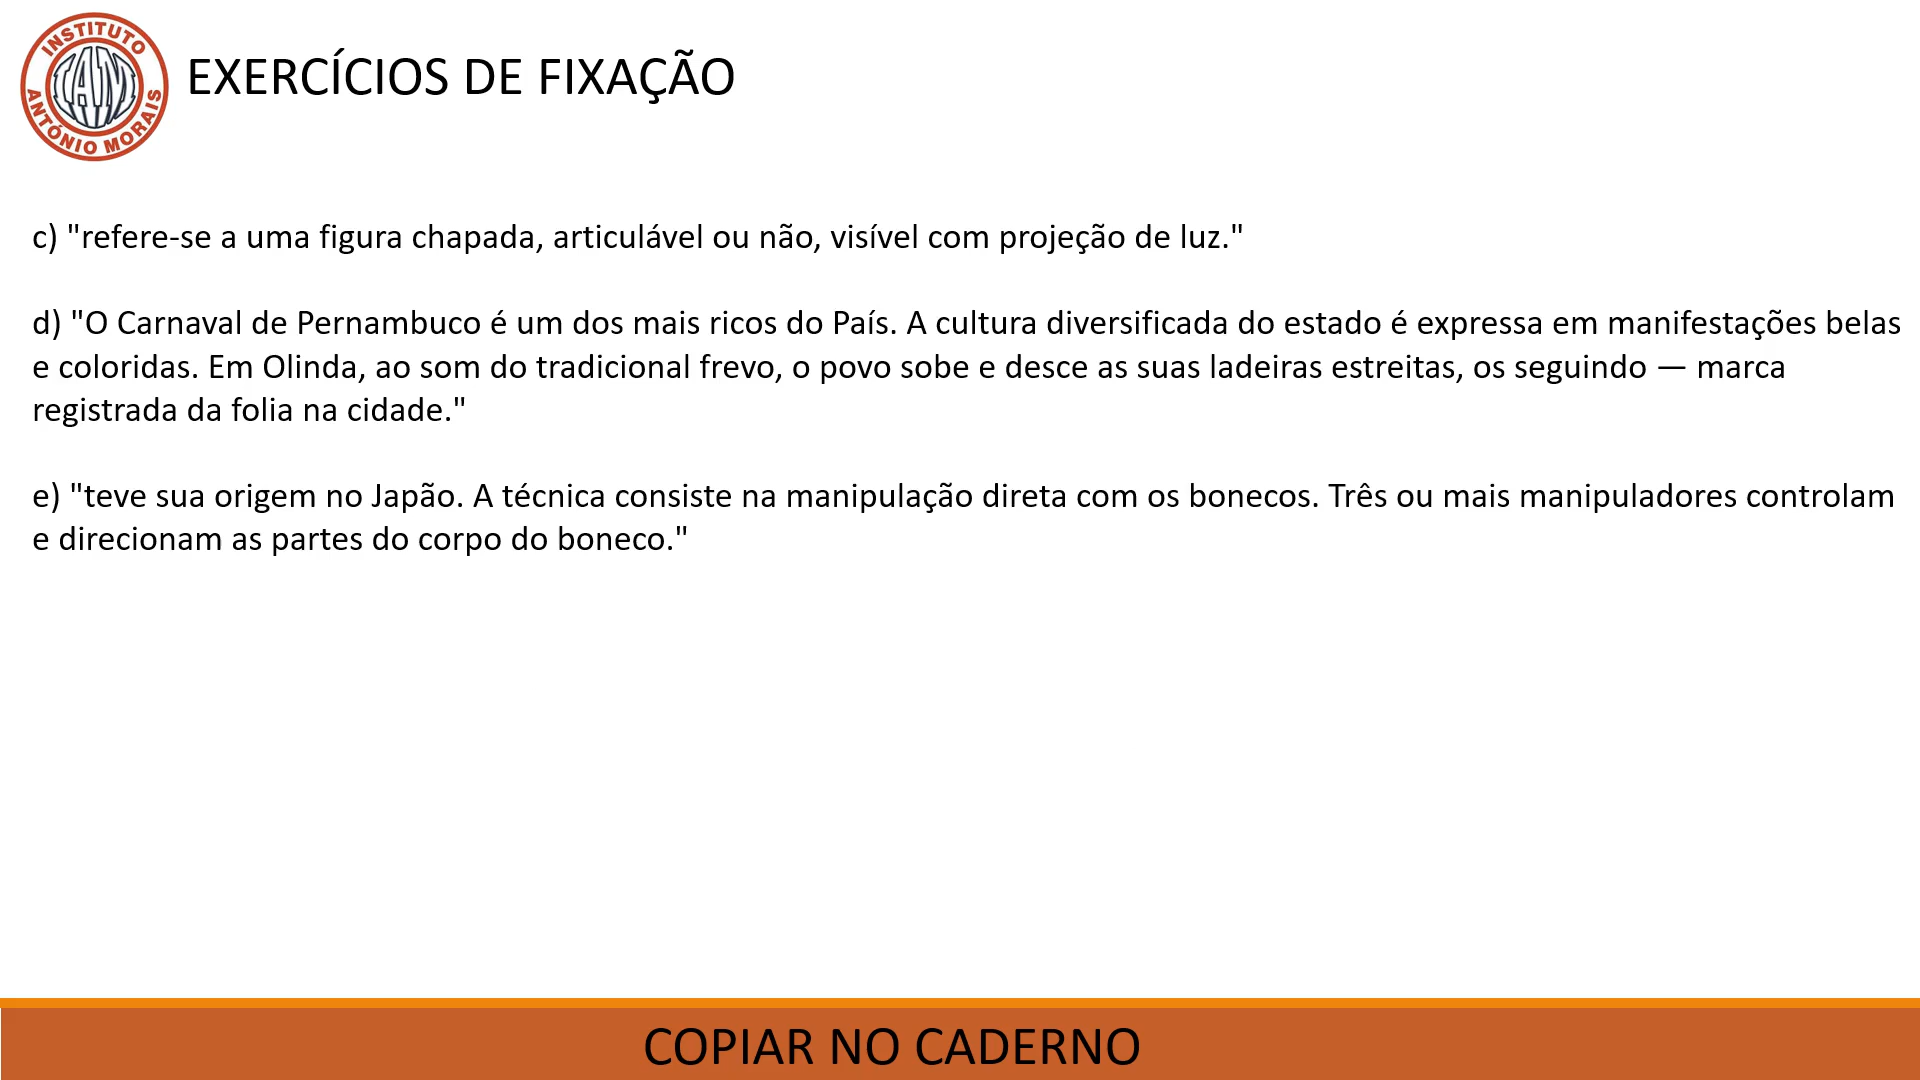 INSTITUTO
IAM
ANTÓNIO MORAIS
EXERCÍCIOS DE FIXAÇÃO
c) "refere-se a uma figura chapada, articulável ou não, visível com projeção de luz."
d) "O Carnaval de Pernambuco é um dos mais ricos do País. A cultura diversificada do estado é expressa em manifestações belas
e coloridas. Em Olinda, ao som do tradicional frevo, o povo sobe e desce as suas ladeiras estreitas, os seguindo — marca
registrada da folia na cidade."
e) "teve sua origem no Japão. A técnica consiste na manipulação direta com os bonecos. Três ou mais manipuladores controlam
e direcionam as partes do corpo do boneco."
COPIAR NO CADERNO